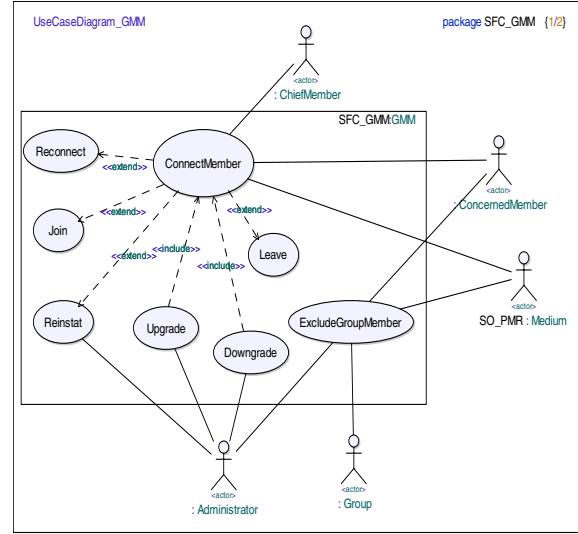 UseCaseDiagram_GMM
package SFC_GMM {1/2}
<actor>
: ChiefMember
SFC_GMM:GMM
Reconnect
ConnectMember
<<extend>>
<actor>
: ConcernedMember
<<extend>>
<<extend>>
Join
<<include>>
<<extend>>
Leave
<<include>>
<actor>
SO_PMR : Medium
Reinstat
Upgrade
ExcludeGroupMember
Downgrade
<actor>
: Administrator
<actor>
: Group